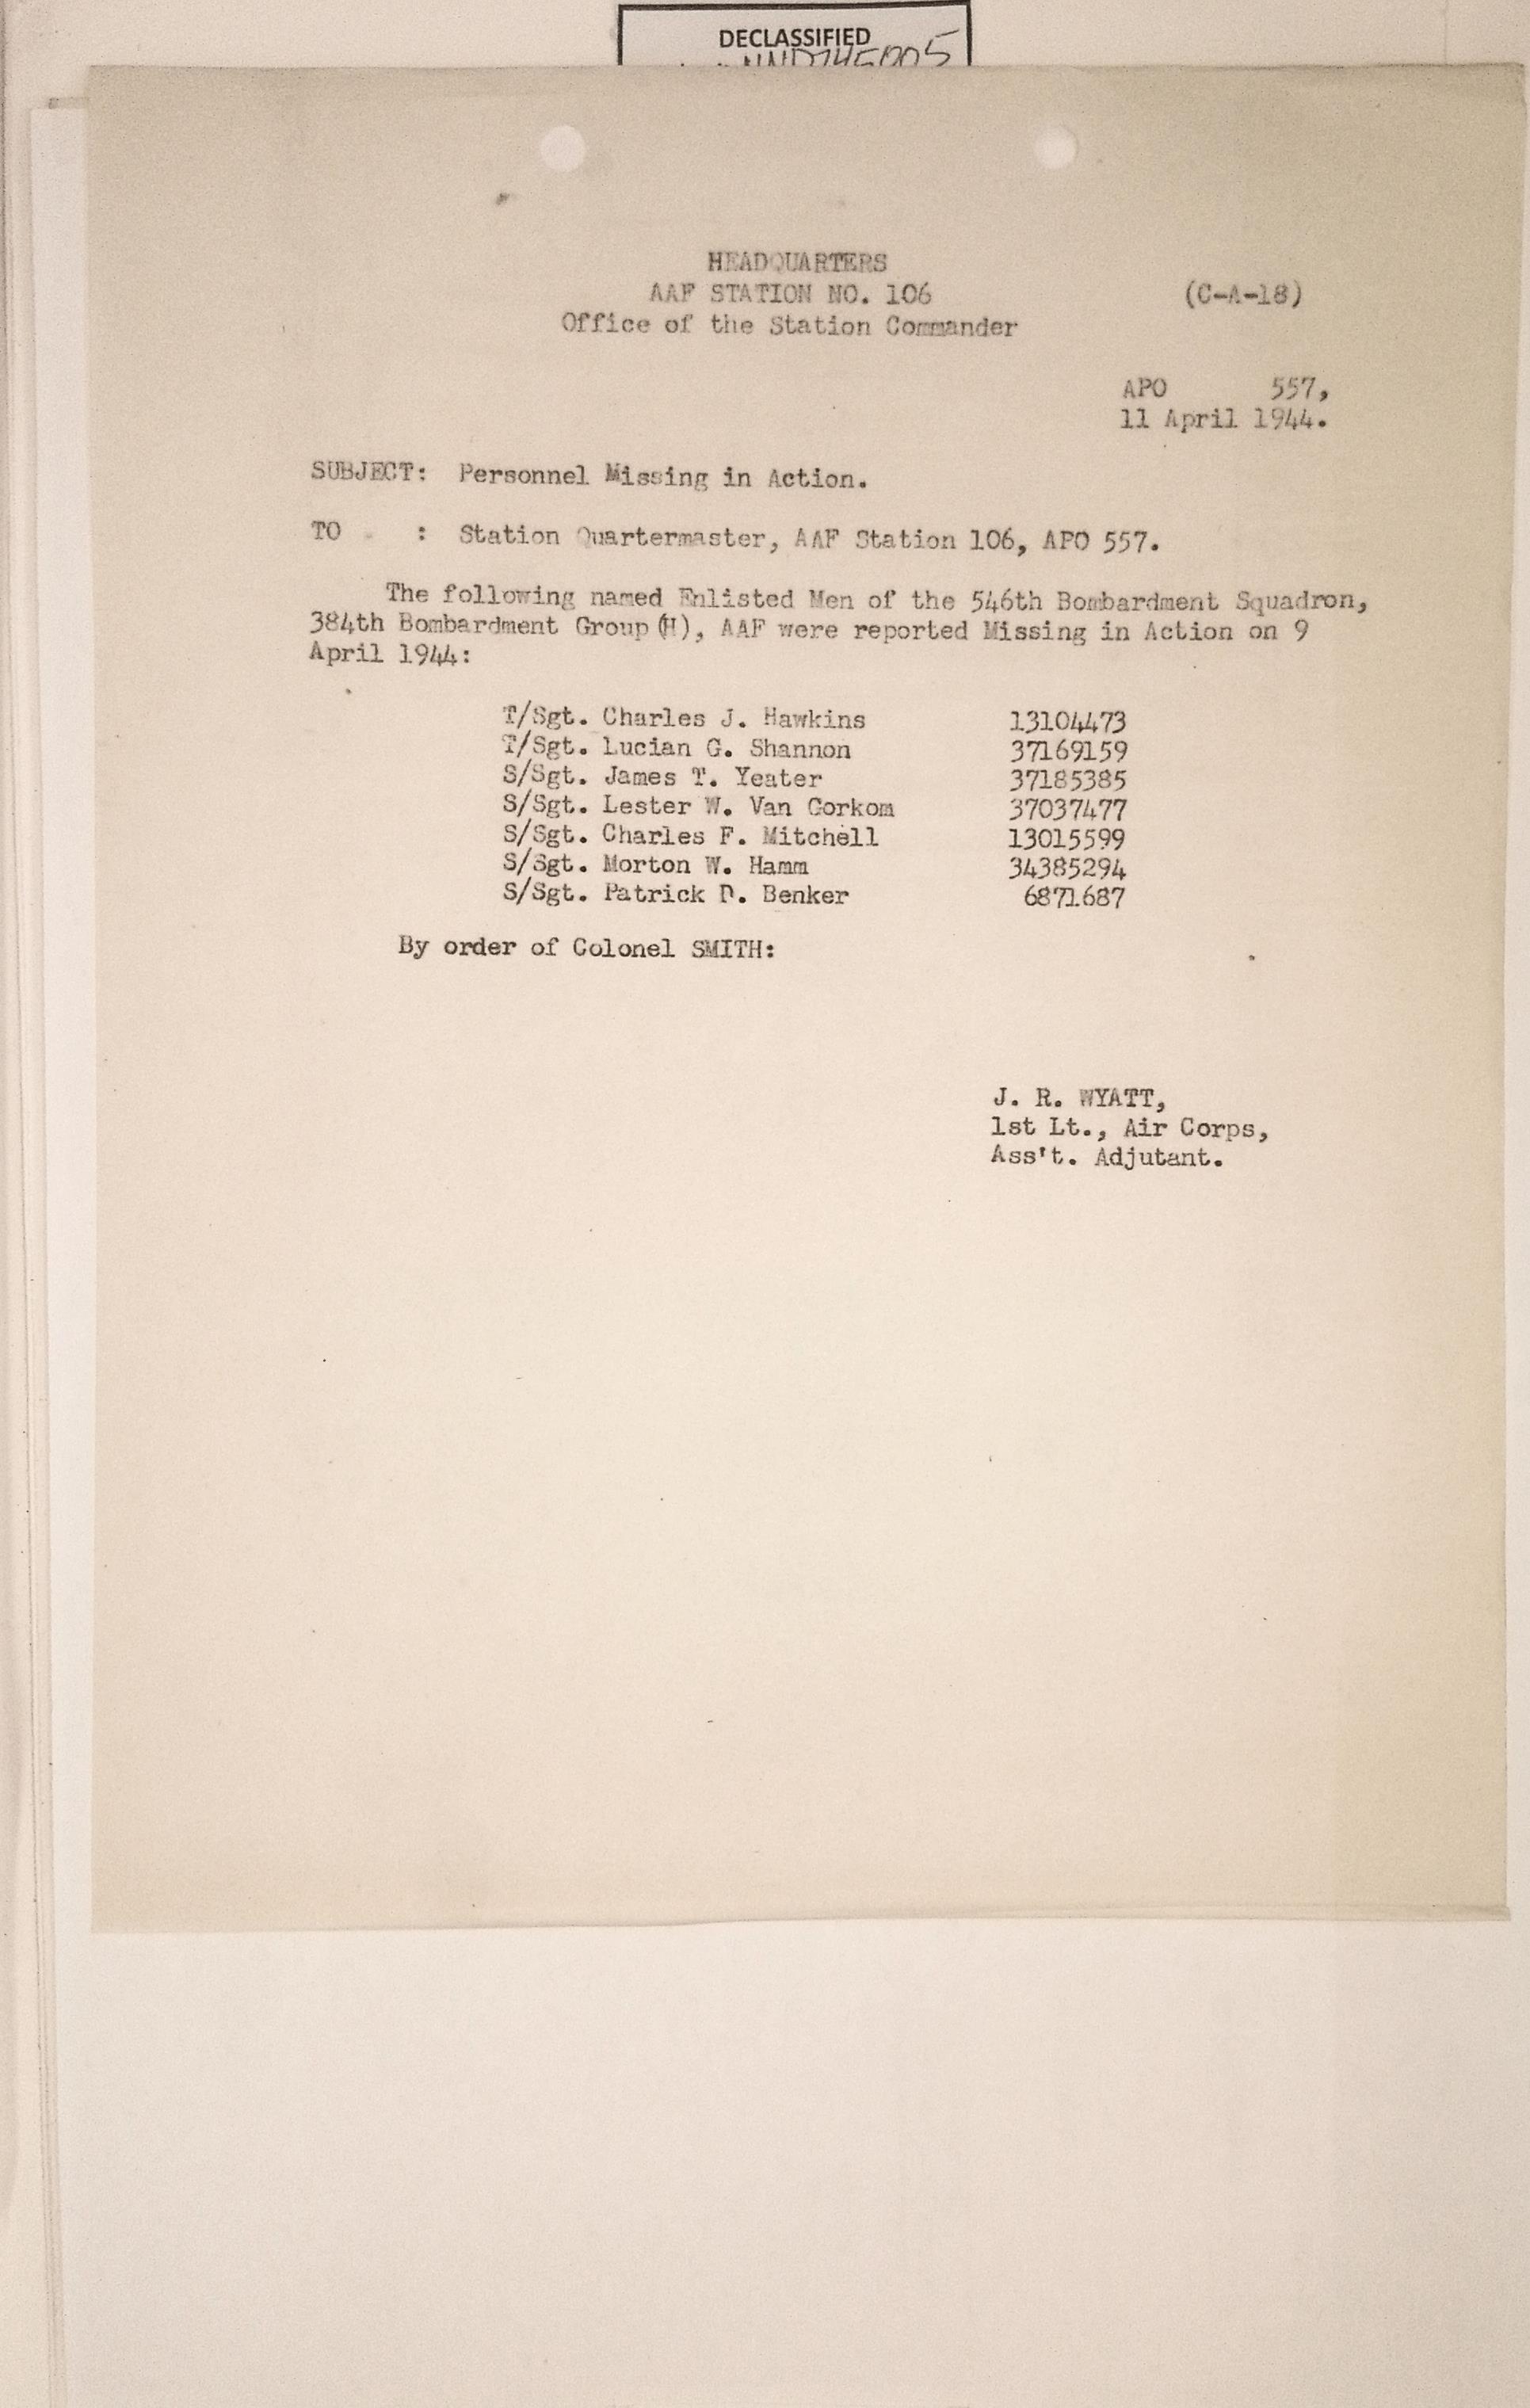 DECLASSIFIED
HEADQUARTERS
AAF STATION NO. 106 (C-A-18)
Office of the Station Commander
APO 557,
11 April 1944.
SUBJECT: Personnel Missing in Action.
TO : Station Quartermaster, AAF Station 106, APO 557.
The following named Enlisted Men of the 546th Bombardment Squadron,
384th Bombardment Group (H), AAF were reported Missing in Action on 9
April 1944:
T/Sgt. Charles J. Hawkins 13104473
T/Sgt. Lucian G. Shannon 37169159
S/Sgt. James T. Yeater 37185385
S/Sgt. Lester W. Van Gorkom 37037477
S/Sgt. Charles F. Mitchell 13015599
S/Sgt. Morton W. Hamm 34385294
S/Sgt. Patrick D. Benker 6871687
By order of Colonel SMITH:
J. R. WYATT,
1st Lt., Air Corps,
Ass't. Adjutant.